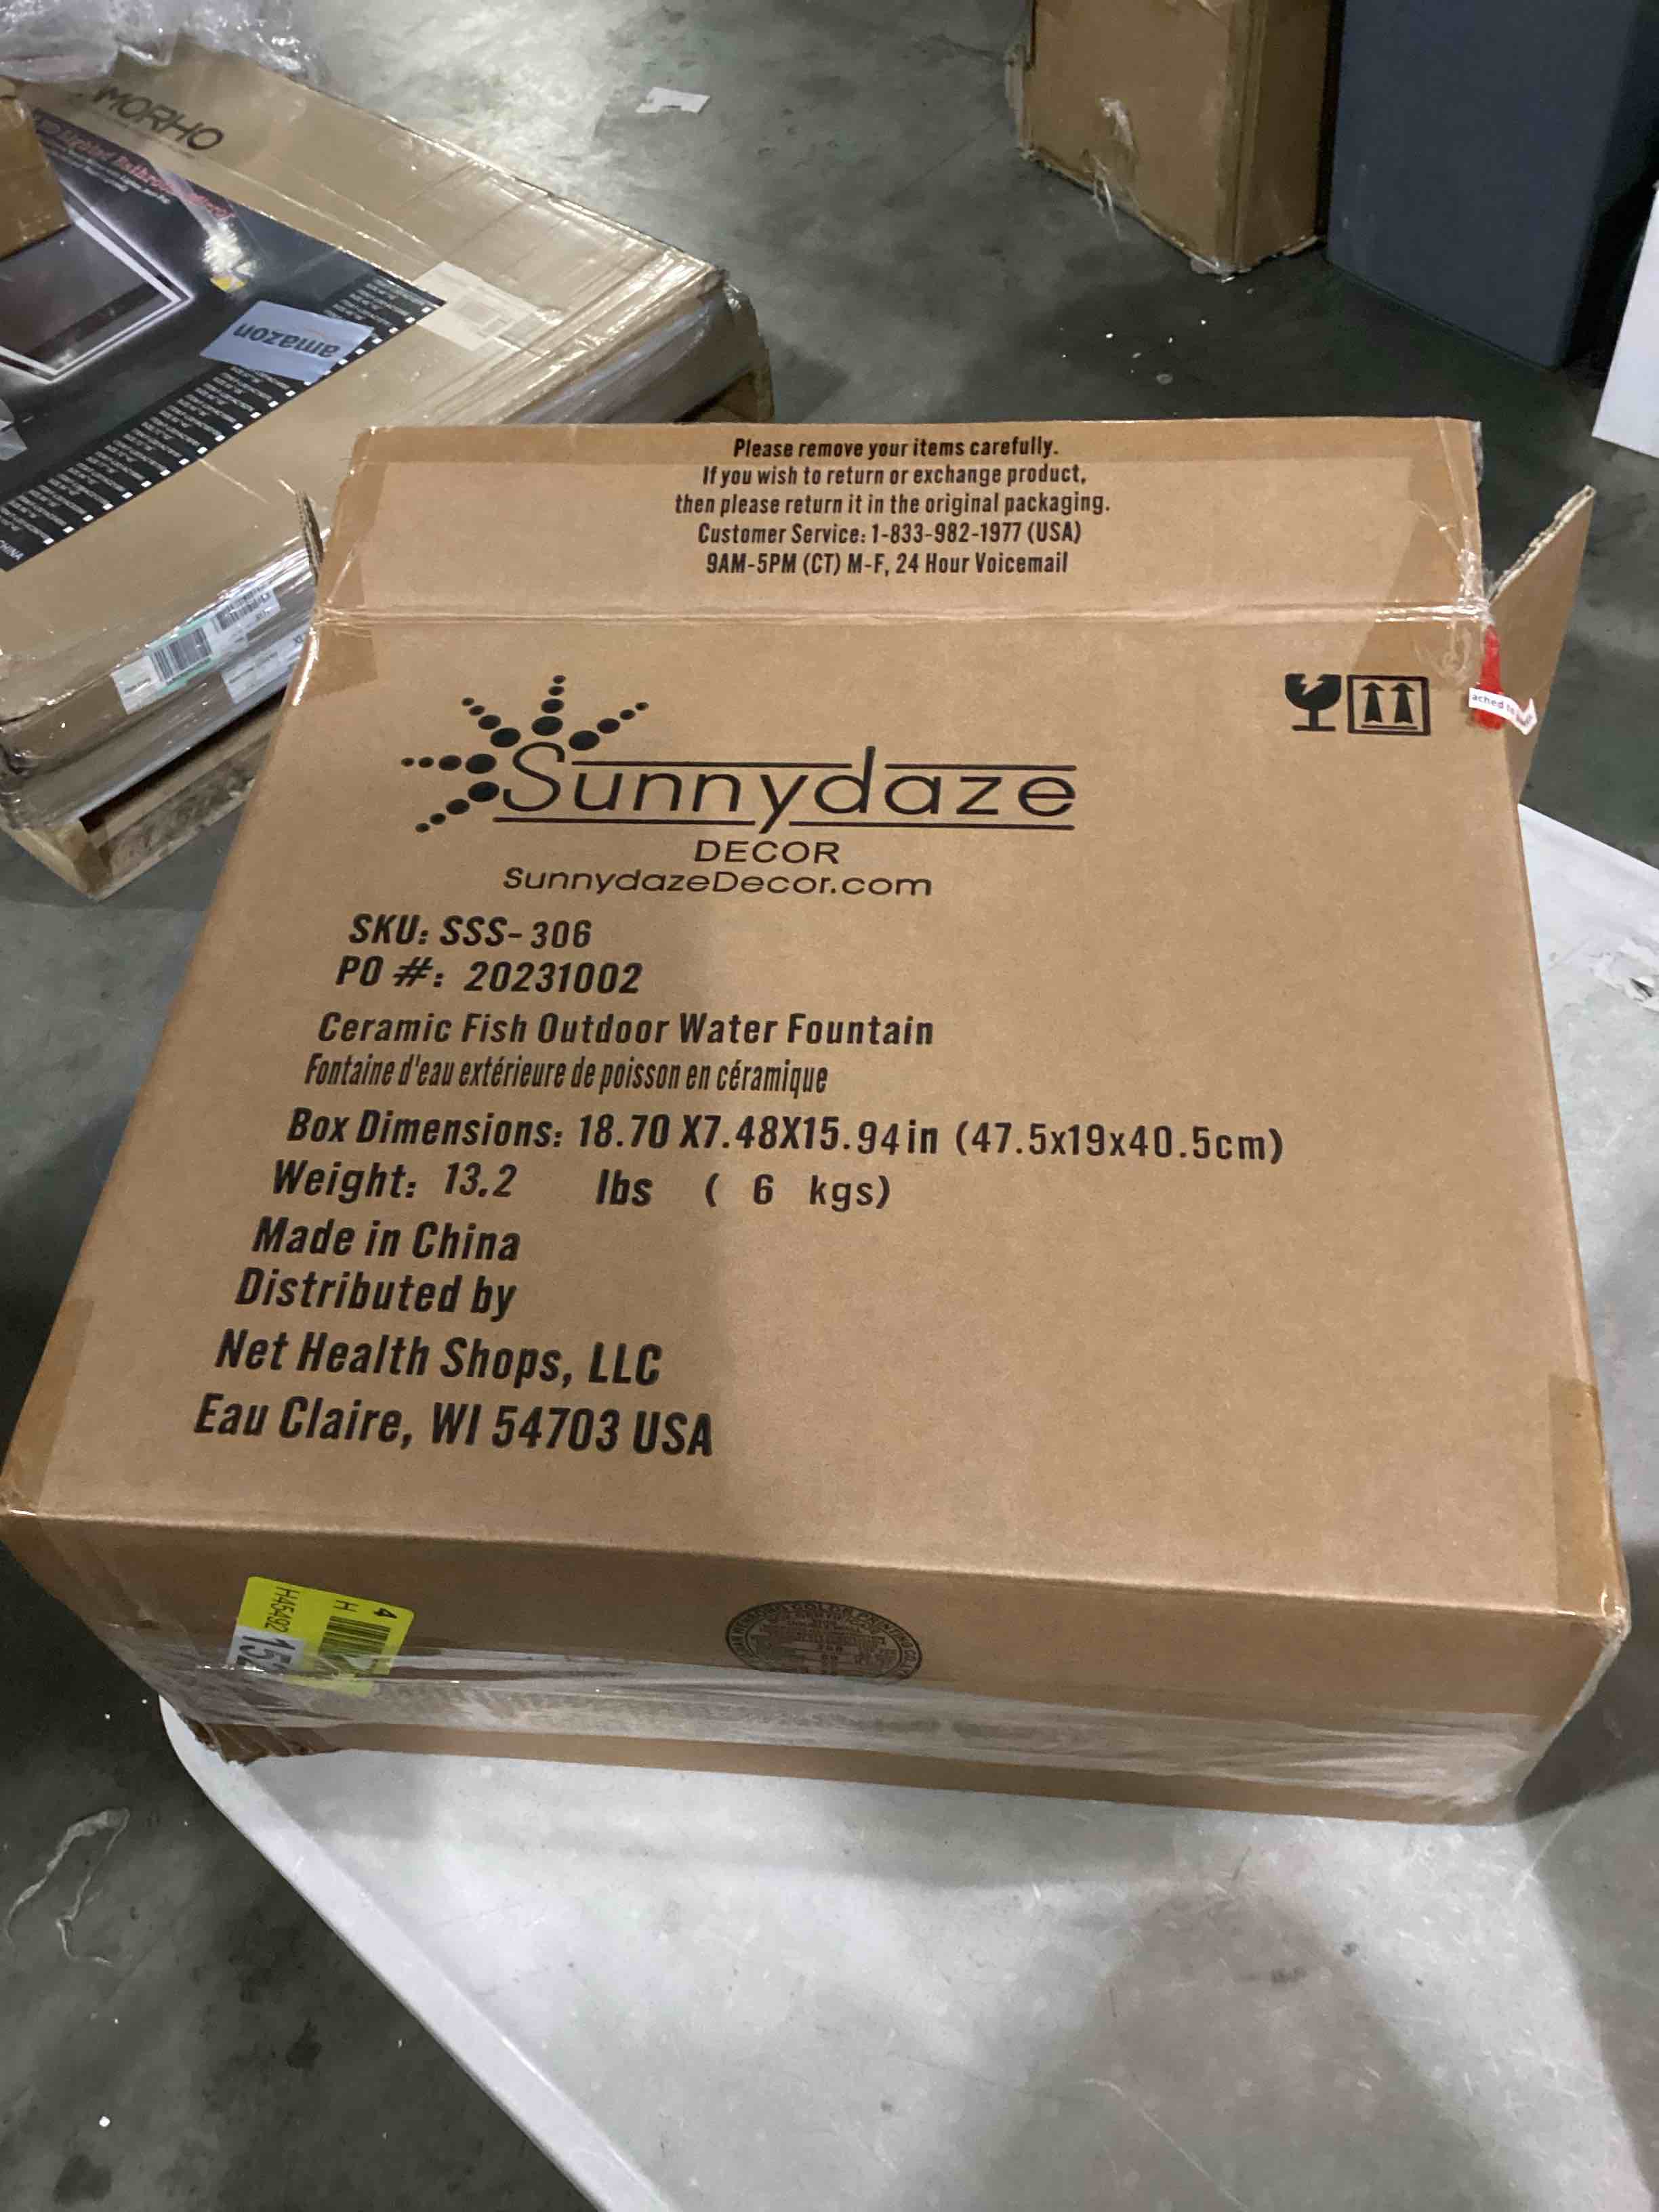 MORHO
amazon
Please remove your items carefully.
If you wish to return or exchange product,
then please return it in the original packaging.
Customer Service: 1-833-982-1977 (USA)
9AM-5PM (CT) M-F, 24 Hour Voicemail
Sunnydaze
DECOR
SunnydazeDecor.com
SKU: SSS-306
PO #: 20231002
Ceramic Fish Outdoor Water Fountain
Fontaine d'eau extérieure de poisson en céramique
Box Dimensions: 18.70 X7.48X15.94in (47.5x19x40.5cm)
Weight: 13.2 lbs ( 6 kgs)
Made in China
Distributed by
Net Health Shops, LLC
Eau Claire, WI 54703 USA
4
H
H45492